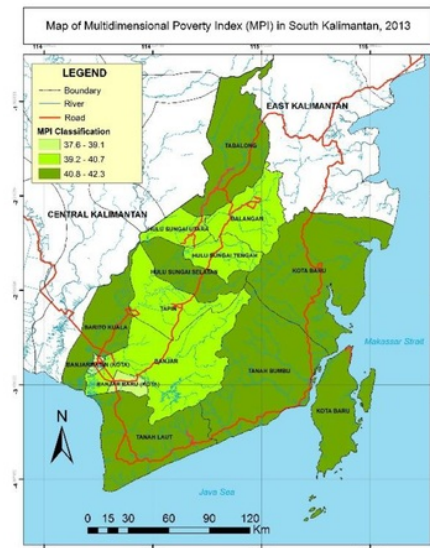 Map of Multidimensional Poverty Index (MPI) in South Kalimantan, 2013
LEGEND
Boundary
River
Road
MPI Classification
37.6 - 39.1
39.2 - 40.7
40.8 - 42.3
EAST KALIMANTAN
TABALONG
CENTRAL KALIMANTAN
BALANGAN
HULU SUNGAI UTARA
HULU SUNGAI TENGAH
HULU SUNGAI SELATAN
KOTA BARU
TAPIN
BARITO KUALA
Makassar Strait
BANJARMASIN (KOTA)
BANJAR
TANAH BUMBU
BANJAR BARU (KOTA)
KOTA BARU
N
TANAH LAUT
Java Sea
0 15 30 60 90 120
Km